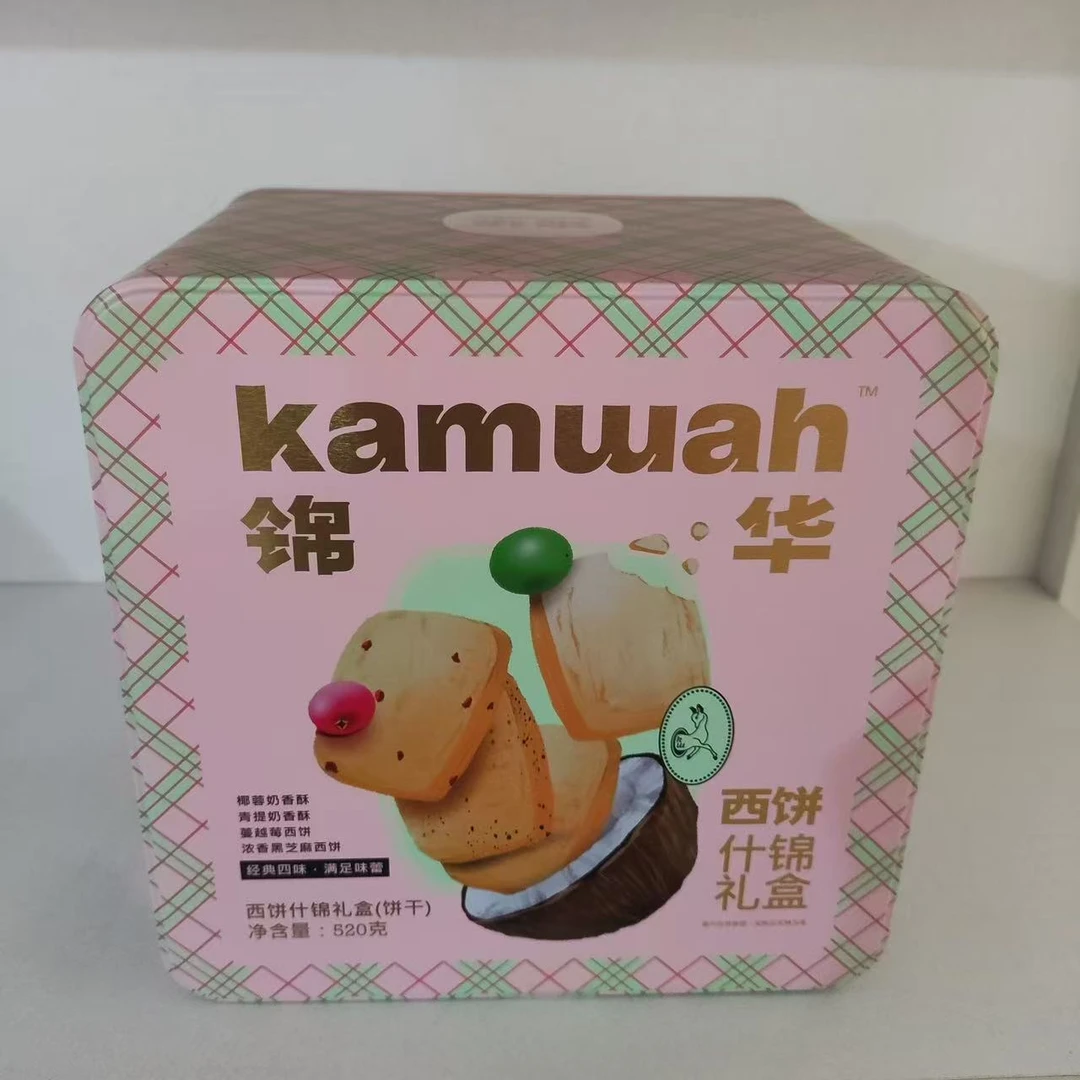 kamwah™
锦华
椰蓉奶香酥
青提奶香酥
蔓越莓西饼
浓香黑芝麻西饼
经典四味·满足味蕾
西饼什锦礼盒(饼干)
净含量：520克
西饼
什锦
礼盒